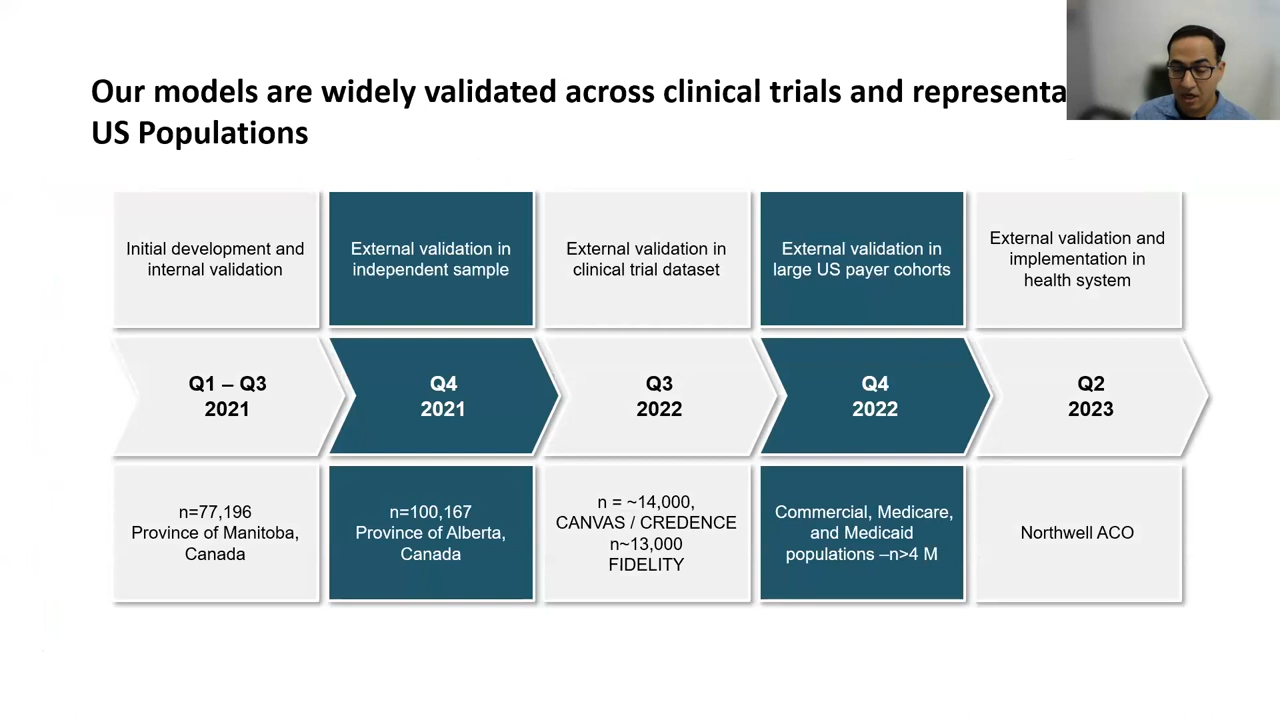 Our models are widely validated across clinical trials and
US Populations
Initial development and
internal validation
External validation in
independent sample
External validation in
clinical trial dataset
External validation in
large US payer cohorts
External validation and
implementation in
health system
Q1 – Q3
2021
Q4
2021
Q3
2022
Q4
2022
Q2
2023
n=77,196
Province of Manitoba,
Canada
n=100,167
Province of Alberta,
Canada
n = ~14,000,
CANVAS / CREDENCE
n~13,000
FIDELITY
Commercial, Medicare,
and Medicaid
populations –n>4 M
Northwell ACO